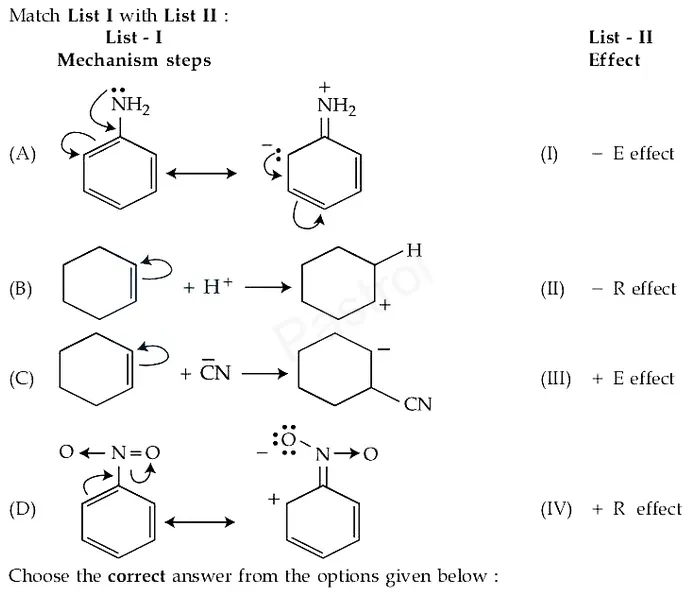 Match List I with List II :
List - I List - II
Mechanism steps Effect
(A) NH2 + NH2 − (I) − E effect
(B) + H+ H + (II) − R effect
(C) + C̅N − CN (III) + E effect
(D) O N=O − O N O + (IV) + R effect
Choose the correct answer from the options given below :